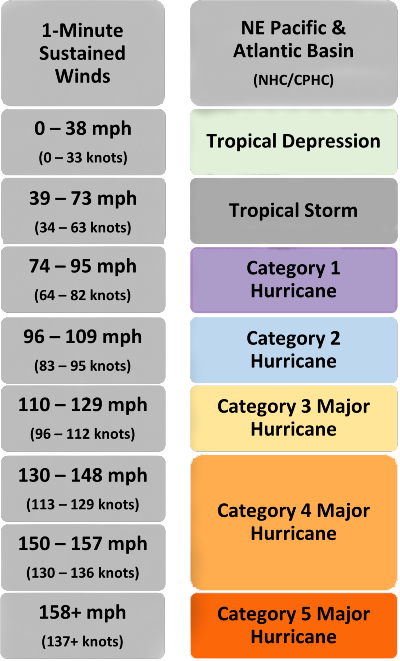 1-Minute
Sustained
Winds
NE Pacific &
Atlantic Basin
(NHC/CPHC)
0 – 38 mph
(0 – 33 knots)
Tropical Depression
39 – 73 mph
(34 – 63 knots)
Tropical Storm
74 – 95 mph
(64 – 82 knots)
Category 1
Hurricane
96 – 109 mph
(83 – 95 knots)
Category 2
Hurricane
110 – 129 mph
(96 – 112 knots)
Category 3 Major
Hurricane
130 – 148 mph
(113 – 129 knots)
150 – 157 mph
(130 – 136 knots)
Category 4 Major
Hurricane
158+ mph
(137+ knots)
Category 5 Major
Hurricane